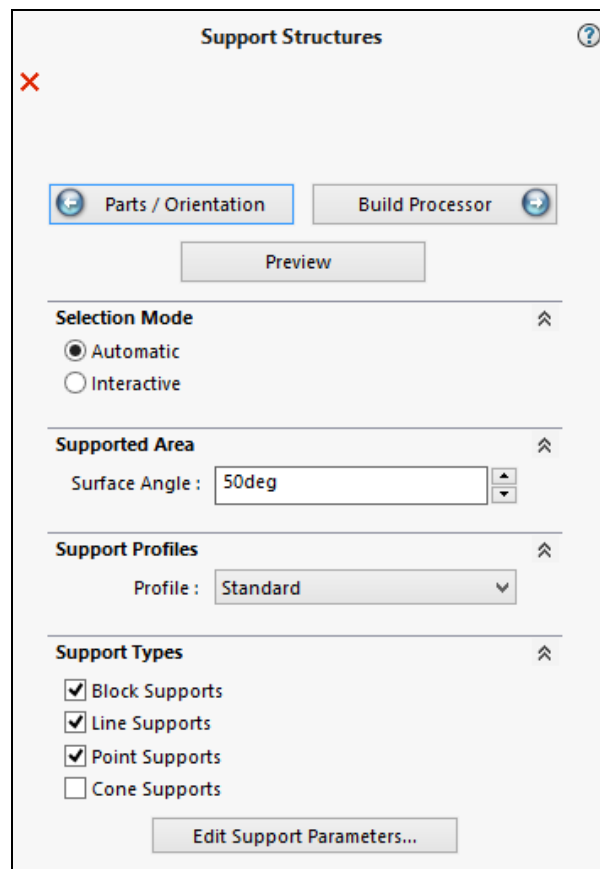 Support Structures ?
Parts / Orientation Build Processor
Preview
Selection Mode
Automatic
Interactive
Supported Area
Surface Angle : 50deg
Support Profiles
Profile : Standard
Support Types
Block Supports
Line Supports
Point Supports
Cone Supports
Edit Support Parameters...